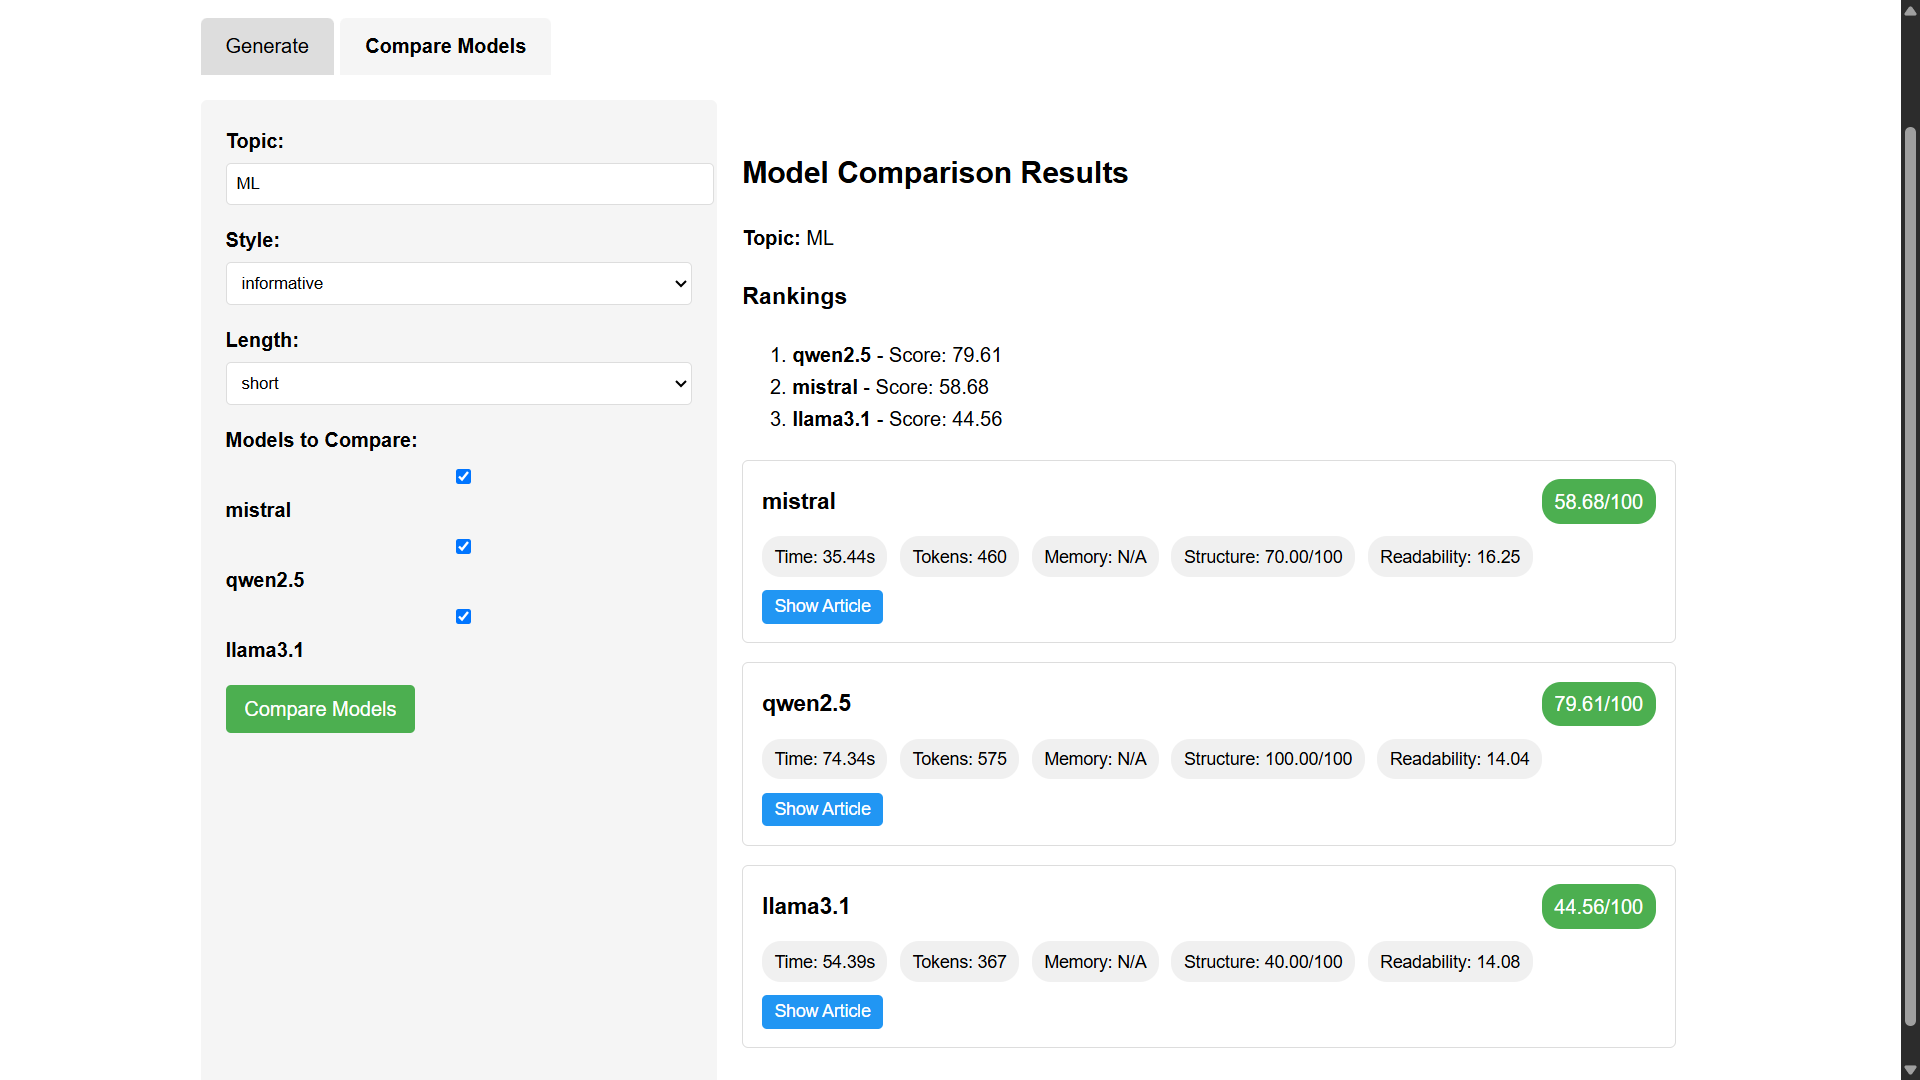 Generate
Compare Models
Topic:
ML
Style:
informative
Length:
short
Models to Compare:
mistral
qwen2.5
llama3.1
Compare Models
Model Comparison Results
Topic: ML
Rankings
1. qwen2.5 - Score: 79.61
2. mistral - Score: 58.68
3. llama3.1 - Score: 44.56
mistral
58.68/100
Time: 35.44s
Tokens: 460
Memory: N/A
Structure: 70.00/100
Readability: 16.25
Show Article
qwen2.5
79.61/100
Time: 74.34s
Tokens: 575
Memory: N/A
Structure: 100.00/100
Readability: 14.04
Show Article
llama3.1
44.56/100
Time: 54.39s
Tokens: 367
Memory: N/A
Structure: 40.00/100
Readability: 14.08
Show Article